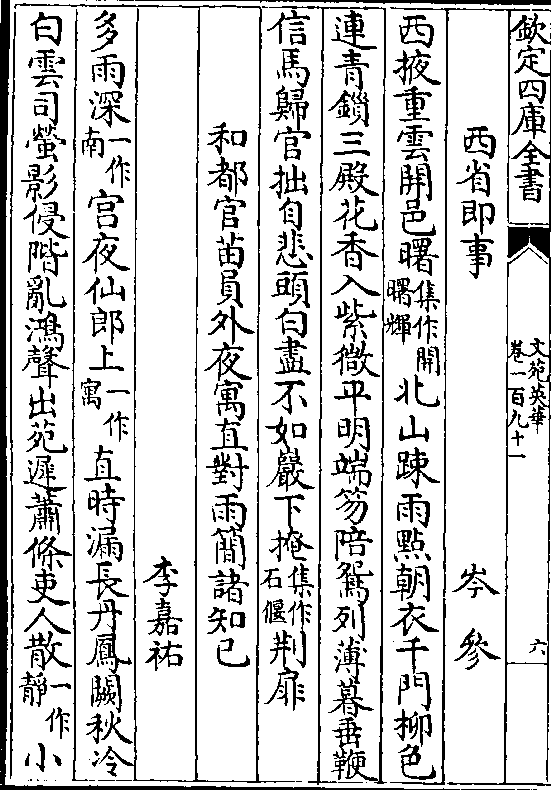 欽定四庫全書
文苑英華
卷一百九十一
六
西省即事
岑參
西掖重雲開邑曙集作開曙輝北山踈雨點朝衣千門柳色
連青鎖三殿花香入紫微平明端笏陪鴛列薄暮垂鞭
信馬歸官拙自悲頭白盡不如巖下掩集作石偃荆扉
和都官苗員外夜寓直對雨簡諸知已
李嘉祐
多雨深一作南宫夜仙郎上一作寓直時漏長丹鳳闕秋冷
白雲司螢影侵階亂鴻聲出苑遲蕭條吏人散一作静小